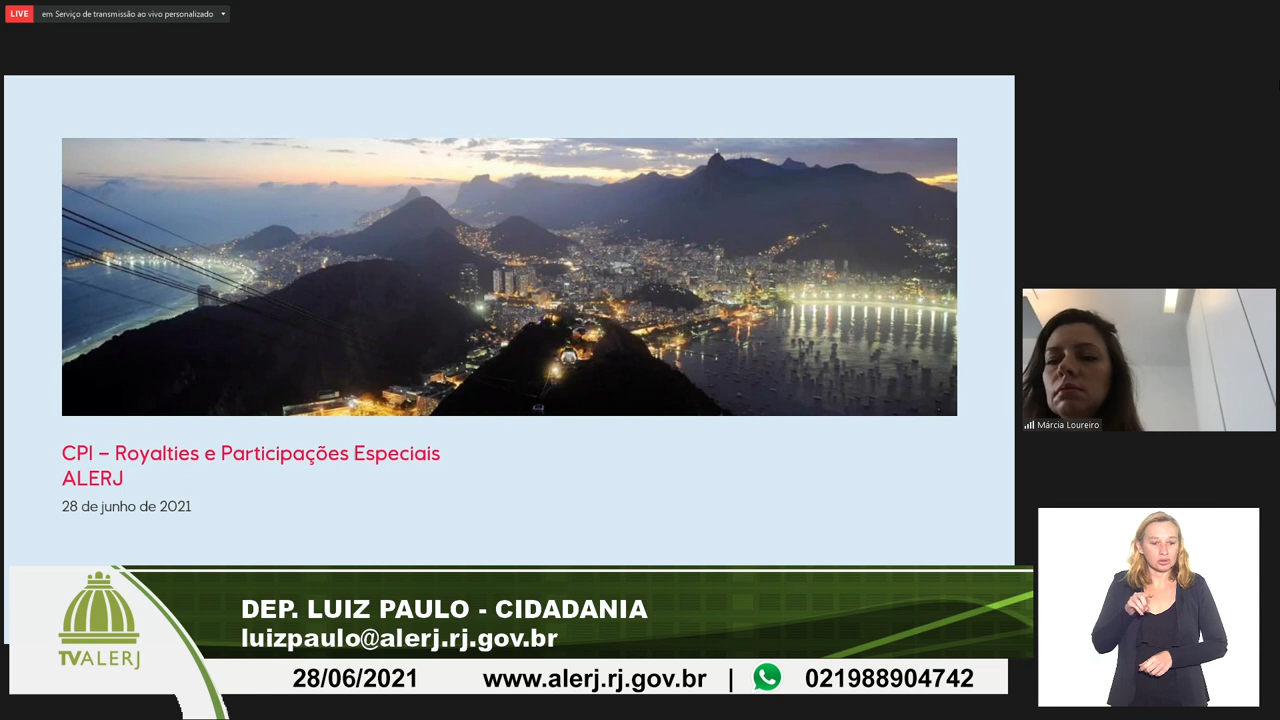 LIVE em Serviço de transmissão ao vivo personalizado
CPI – Royalties e Participações Especiais
ALERJ
28 de junho de 2021
Márcia Loureiro
DEP. LUIZ PAULO - CIDADANIA
luizpaulo@alerj.rj.gov.br
TVALERJ
28/06/2021 www.alerj.rj.gov.br | 021988904742